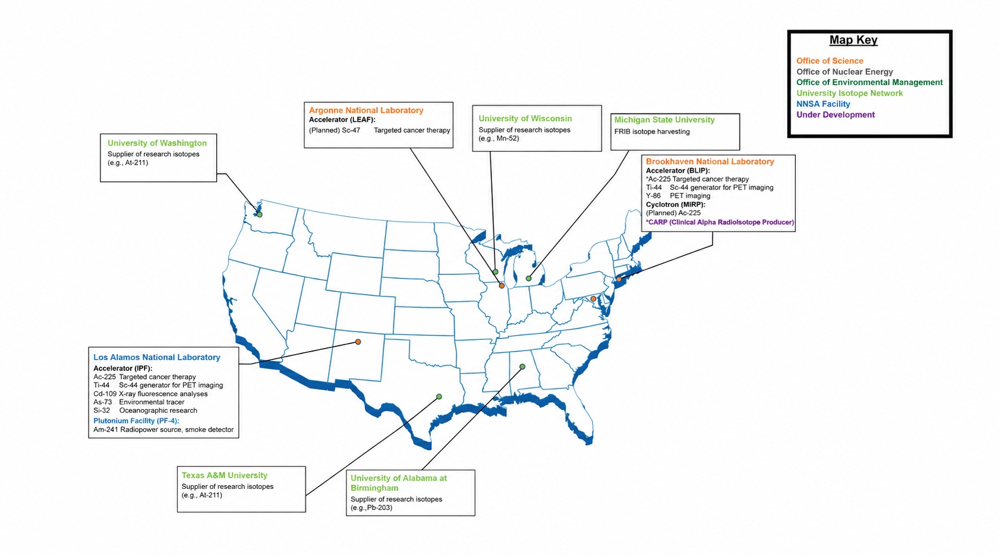 Map Key
Office of Science
Office of Nuclear Energy
Office of Environmental Management
University Isotope Network
NNSA Facility
Under Development
Argonne National Laboratory
Accelerator (LEAF):
(Planned) Sc-47 Targeted cancer therapy
University of Wisconsin
Supplier of research isotopes
(e.g., Mn-52)
Michigan State University
FRIB isotope harvesting
University of Washington
Supplier of research isotopes
(e.g., At-211)
Brookhaven National Laboratory
Accelerator (BLIP):
^Ac-225 Targeted cancer therapy
Ti-44 Sc-44 generator for PET imaging
Y-86 PET imaging
Cyclotron (MIRP):
(Planned) Ac-225
*CARP (Clinical Alpha RadioIsotope Producer)
Los Alamos National Laboratory
Accelerator (IPF):
Ac-225 Targeted cancer therapy
Ti-44 Sc-44 generator for PET imaging
Cd-109 X-ray fluorescence analyses
As-73 Environmental tracer
Si-32 Oceanographic research
Plutonium Facility (PF-4):
Am-241 Radiopower source, smoke detector
Texas A&M University
Supplier of research isotopes
(e.g., At-211)
University of Alabama at
Birmingham
Supplier of research isotopes
(e.g.,Pb-203)